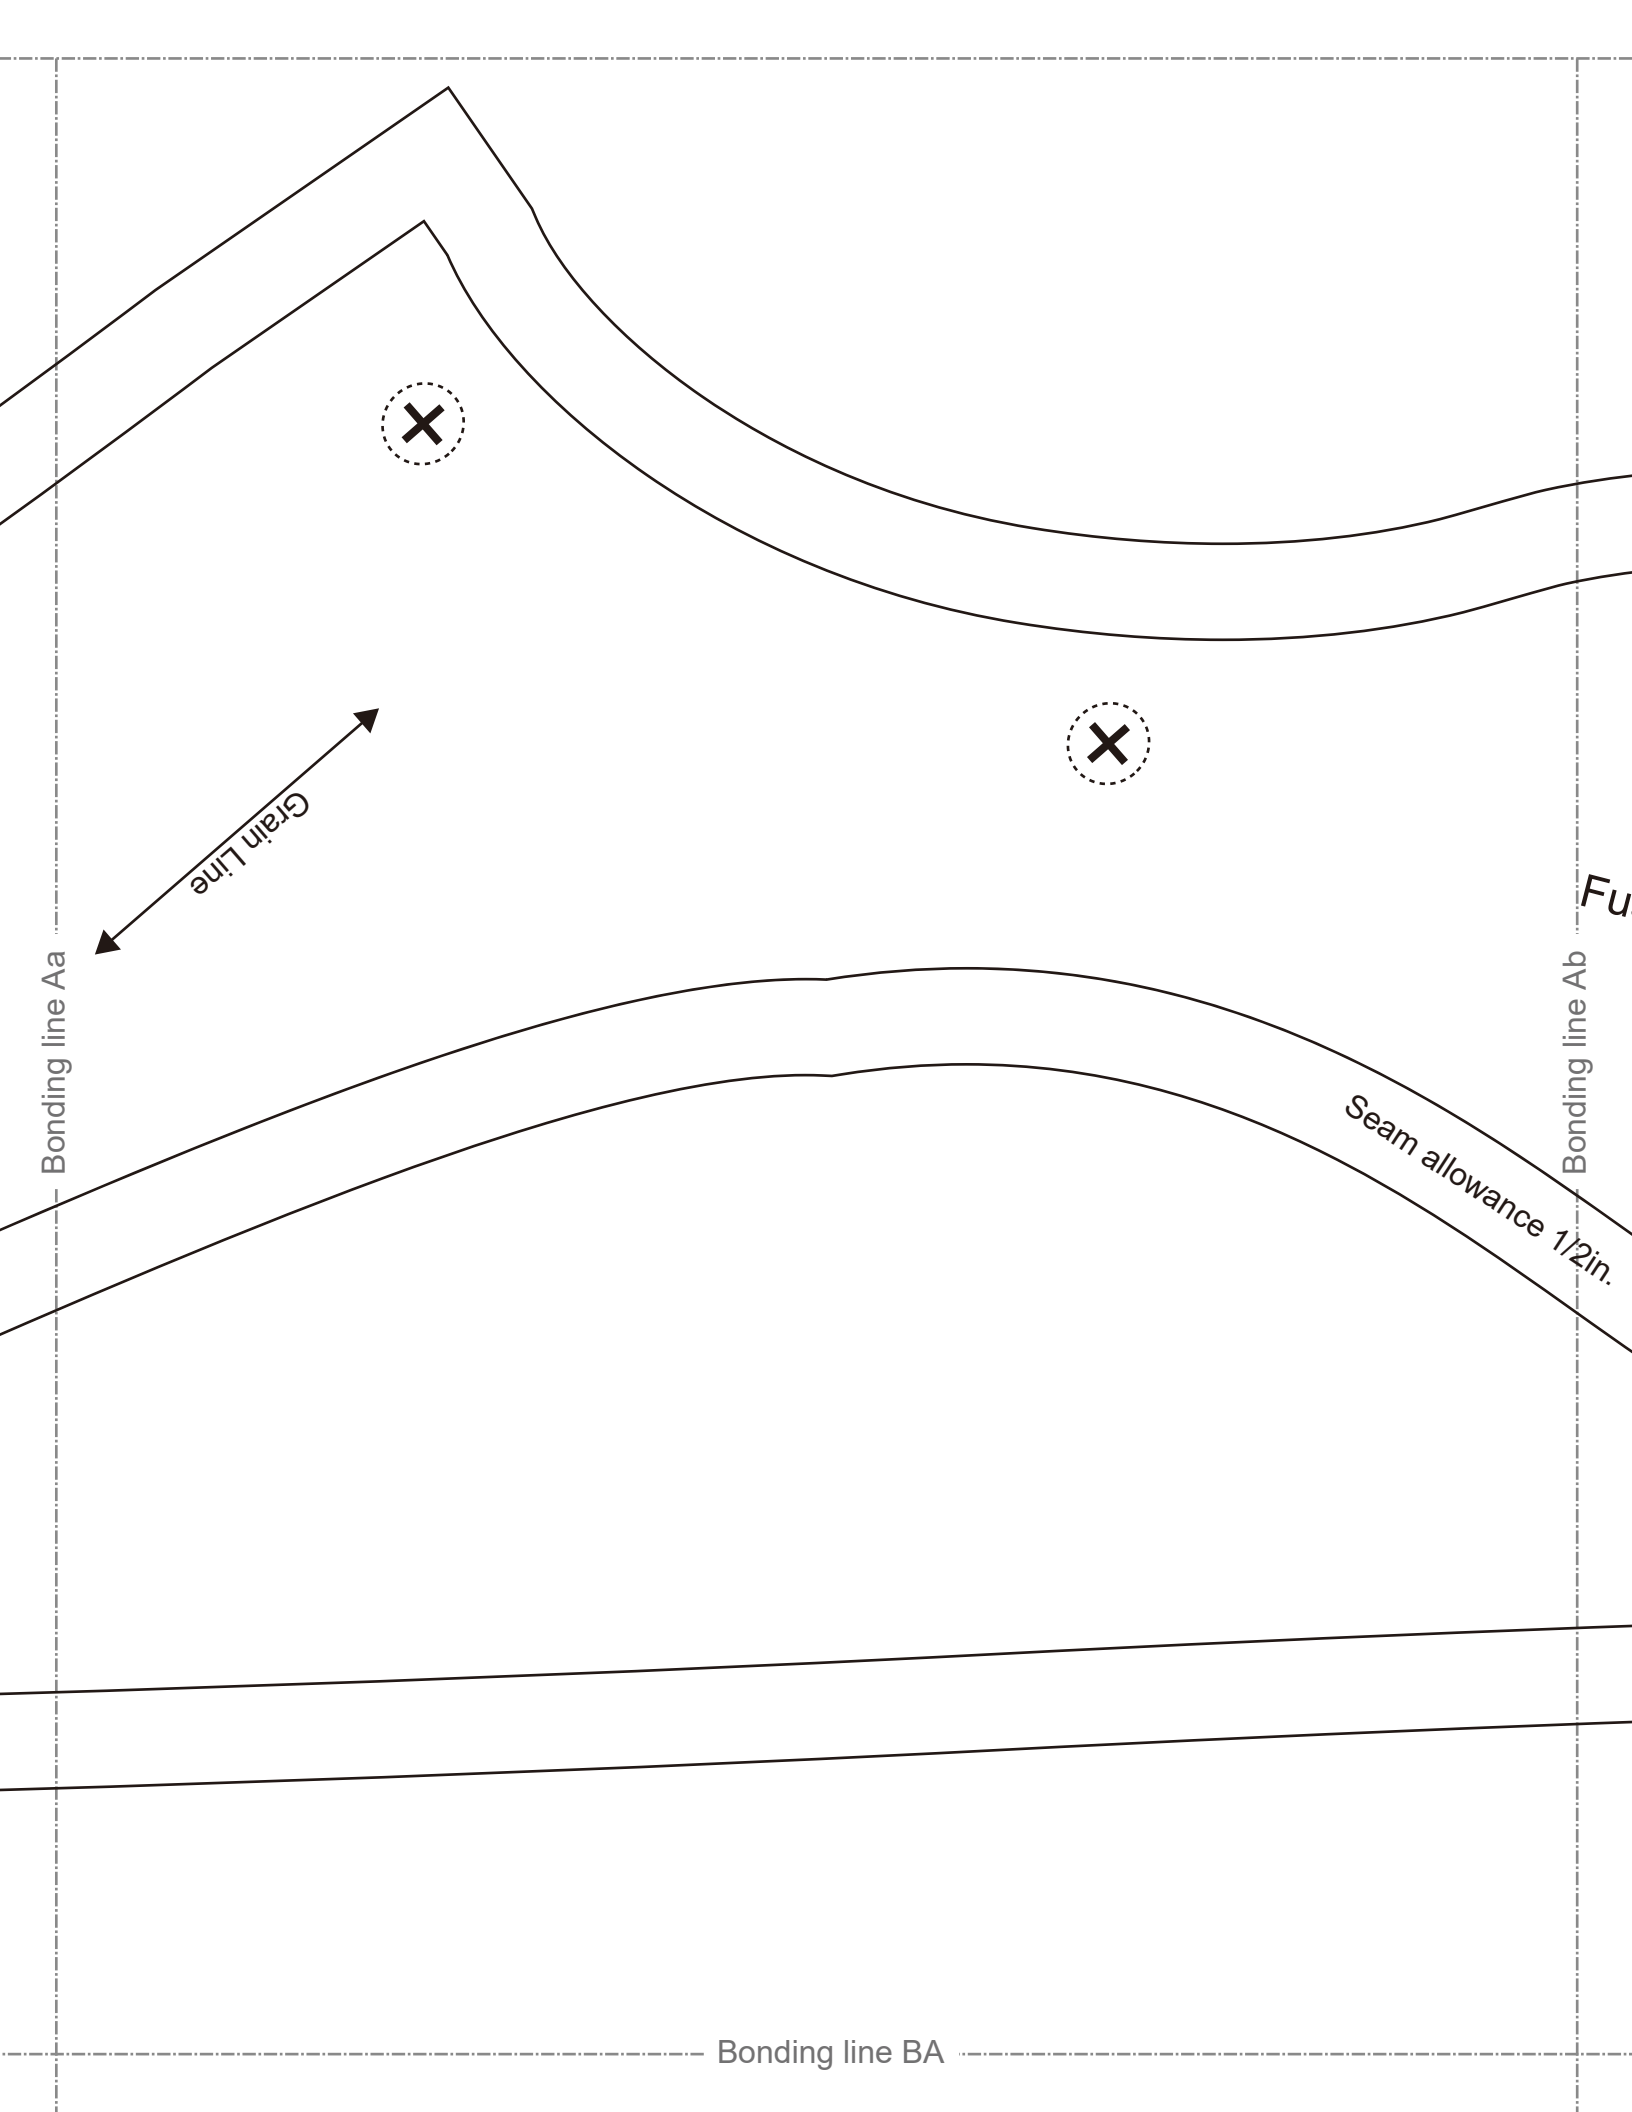 Grain Line
Bonding line Aa
Bonding line Ab
Seam allowance 1/2in.
Bonding line BA